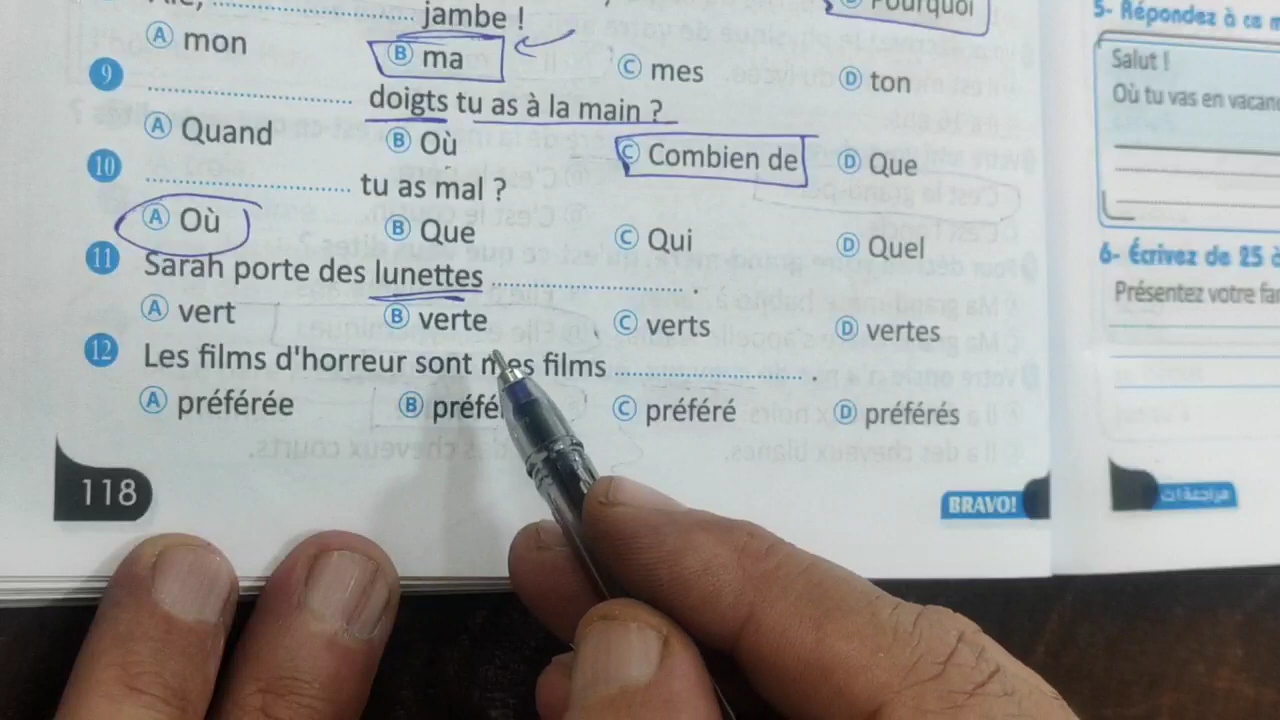 jambe !
Ⓐ mon Ⓑ ma Ⓒ mes Ⓓ ton
Pourquoi
9 .................... doigts tu as à la main ?
Ⓐ Quand Ⓑ Où Ⓒ Combien de Ⓓ Que
10 .................... tu as mal ?
Ⓐ Où Ⓑ Que Ⓒ Qui Ⓓ Quel
11 Sarah porte des lunettes .................... .
Ⓐ vert Ⓑ verte Ⓒ verts Ⓓ vertes
12 Les films d'horreur sont mes films .................... .
Ⓐ préférée Ⓑ Ⓒ préféré Ⓓ préférés
118
BRAVO!
5- Répondez à ce
Salut !
Où tu vas en
6- Écrivez de 25 à
Présentez votre
مراجعات